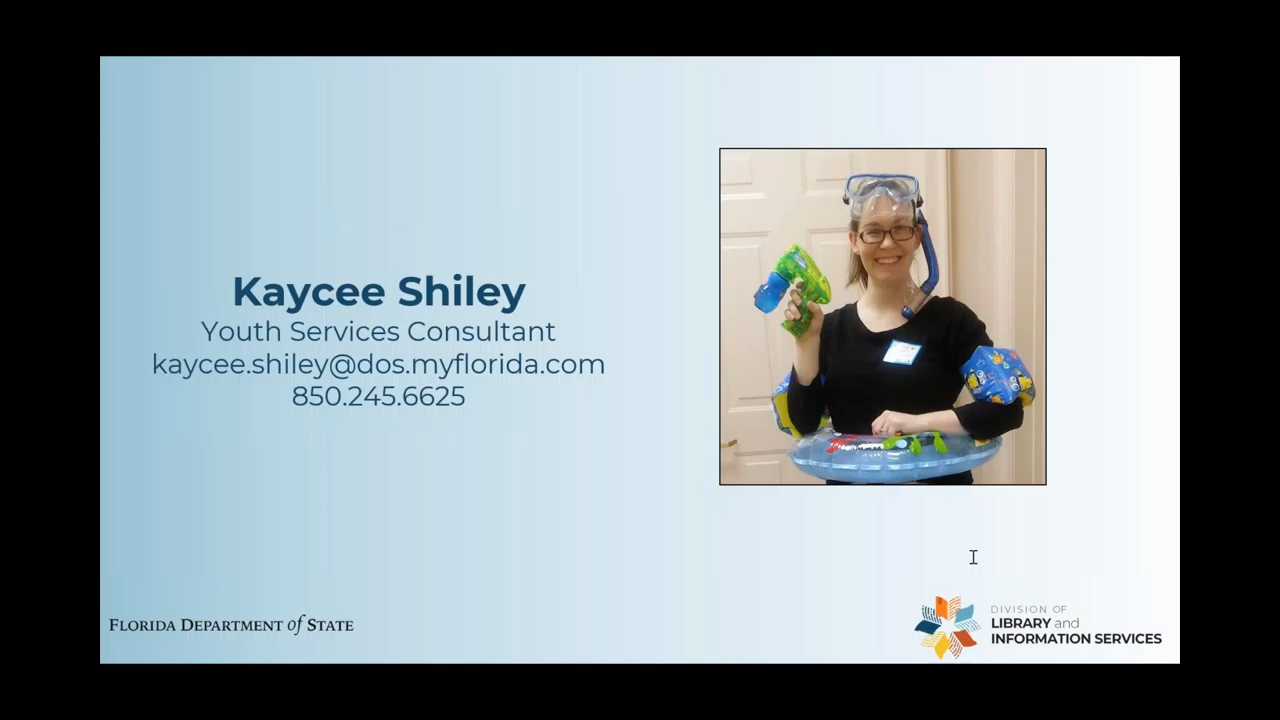 Kaycee Shiley
Youth Services Consultant
kaycee.shiley@dos.myflorida.com
850.245.6625
FLORIDA DEPARTMENT of STATE
DIVISION OF
LIBRARY and
INFORMATION SERVICES